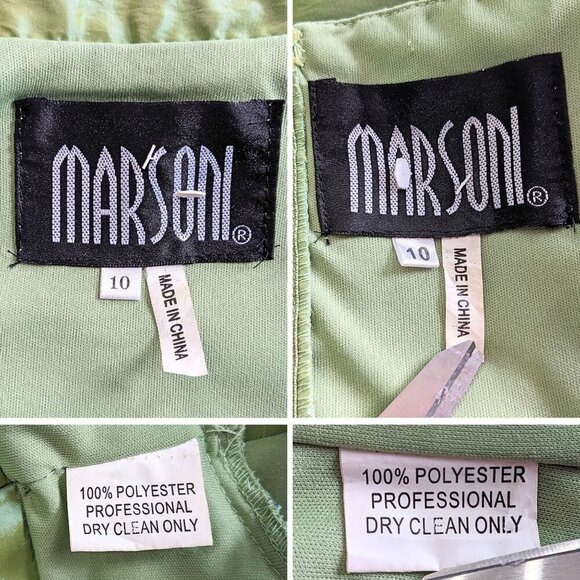 MARSONI
®
10
MADE IN CHINA
MARSONI
®
10
MADE IN CHINA
100% POLYESTER
PROFESSIONAL
DRY CLEAN ONLY
100% POLYESTER
PROFESSIONAL
DRY CLEAN ONLY